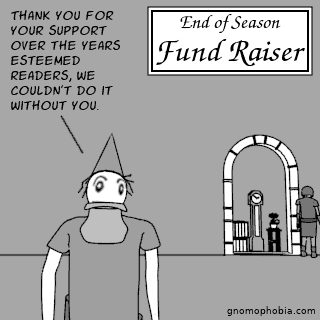 THANK YOU FOR
YOUR SUPPORT
OVER THE YEARS
ESTEEMED
READERS, WE
COULDN'T DO IT
WITHOUT YOU.
End of Season
Fund Raiser
gnomophobia.com